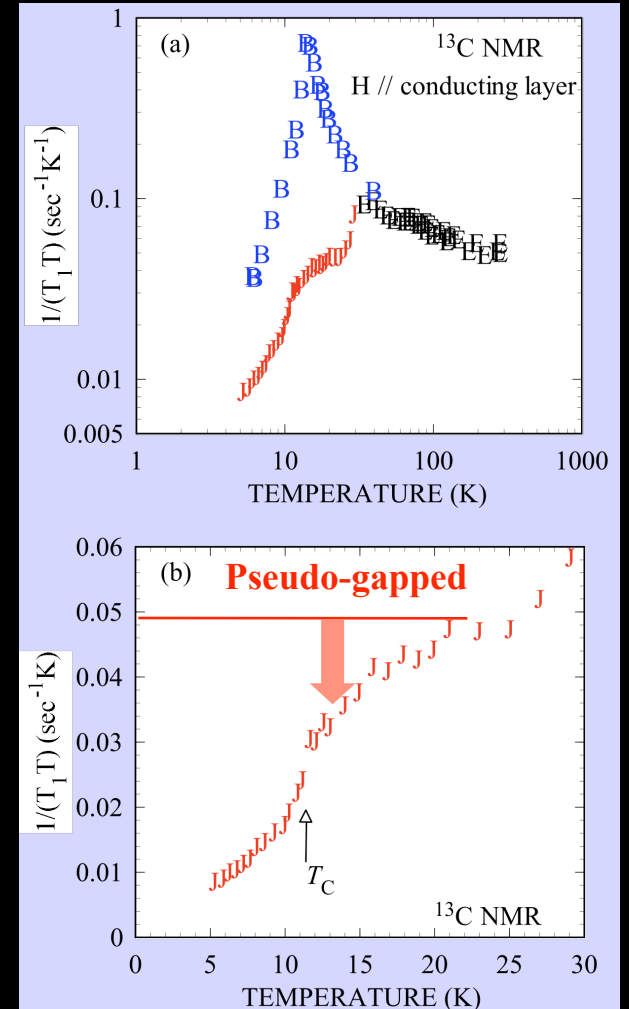 (a)
¹³C NMR
H // conducting layer
1
0.1
0.01
0.005
1/(T₁T) (sec⁻¹K⁻¹)
1 10 100 1000
TEMPERATURE (K)
(b)
Pseudo-gapped
0.06
0.05
0.04
0.03
0.02
0.01
0
1/(T₁T) (sec⁻¹K)
T_C
¹³C NMR
0 5 10 15 20 25 30
TEMPERATURE (K)